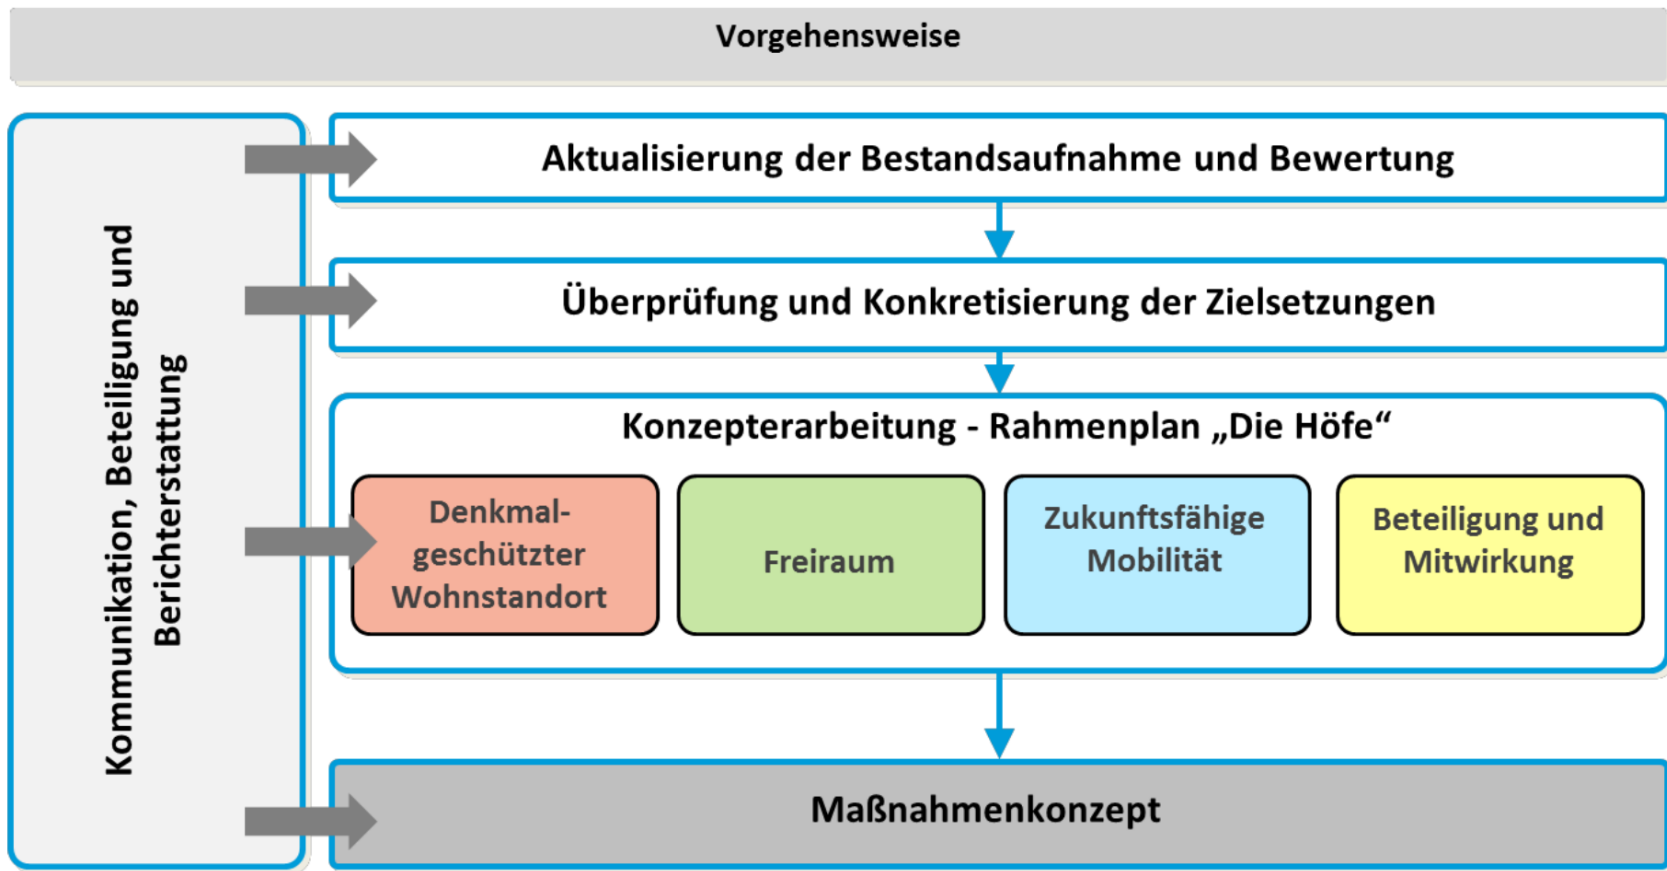 Vorgehensweise
Kommunikation, Beteiligung und
Berichterstattung
Aktualisierung der Bestandsaufnahme und Bewertung
Überprüfung und Konkretisierung der Zielsetzungen
Konzepterarbeitung - Rahmenplan „Die Höfe“
Denkmal-
geschützter
Wohnstandort
Freiraum
Zukunftsfähige
Mobilität
Beteiligung und
Mitwirkung
Maßnahmenkonzept